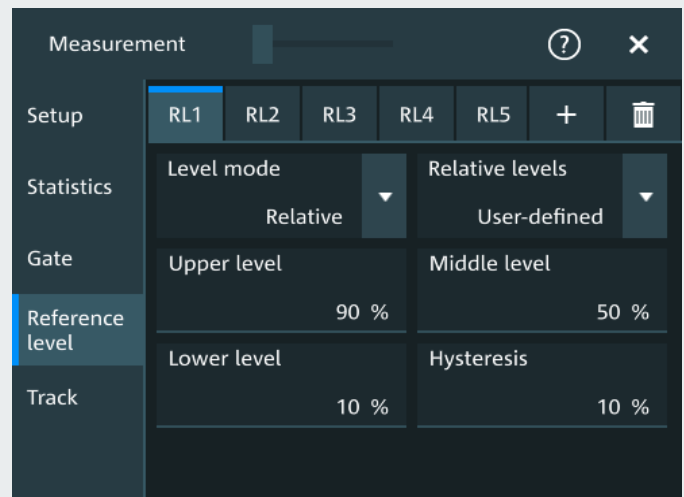 Measurement ?
Setup
RL1 RL2 RL3 RL4 RL5 +
Statistics
Level mode
Relative
Relative levels
User-defined
Gate
Upper level
90 %
Middle level
50 %
Reference
level
Lower level
10 %
Hysteresis
10 %
Track